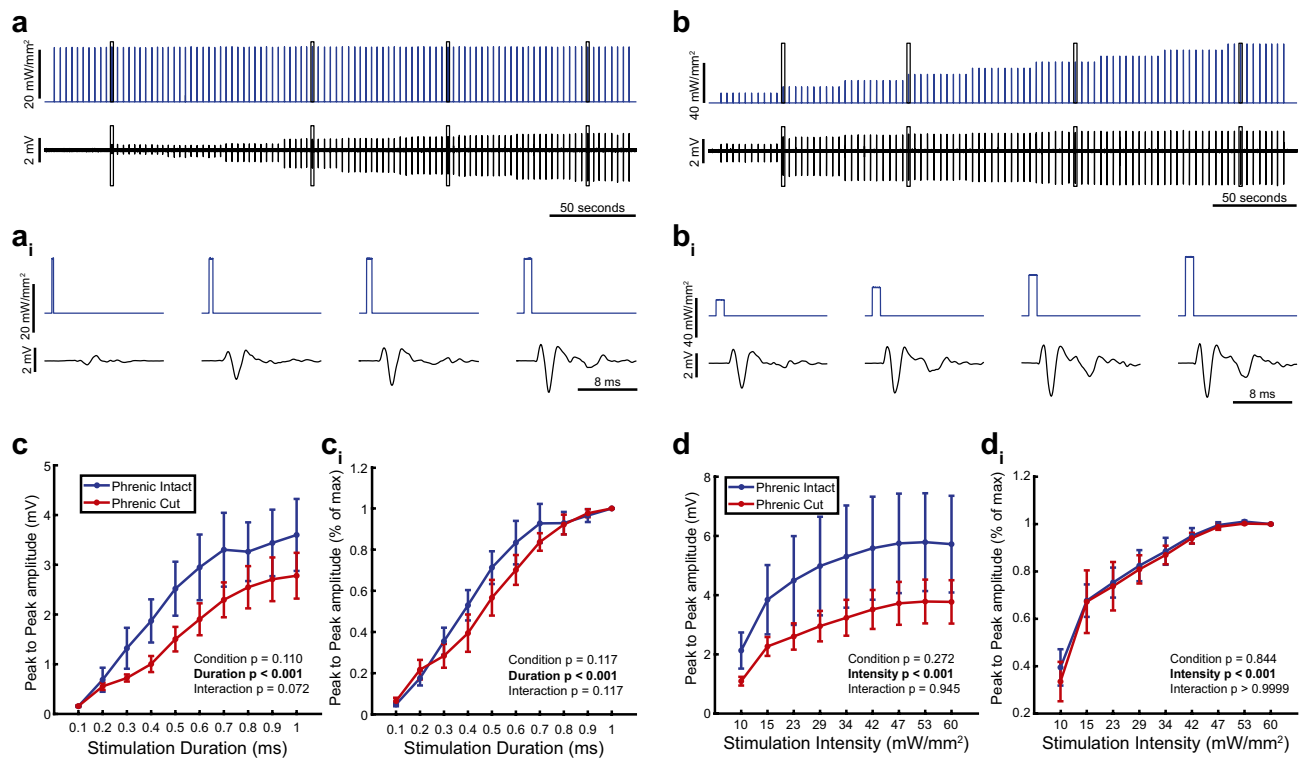 a
20 mW/mm²
2 mV
50 seconds
b
40 mW/mm²
2 mV
50 seconds
a i
20 mW/mm²
2 mV
8 ms
b i
40 mW/mm²
2 mV
8 ms
c
Peak to Peak amplitude (mV)
5
4
3
2
1
0
Phrenic Intact
Phrenic Cut
Condition p = 0.110
Duration p < 0.001
Interaction p = 0.072
0.1 0.2 0.3 0.4 0.5 0.6 0.7 0.8 0.9 1
Stimulation Duration (ms)
c i
Peak to Peak amplitude (% of max)
1.2
1
0.8
0.6
0.4
0.2
0
Condition p = 0.117
Duration p < 0.001
Interaction p = 0.117
0.1 0.2 0.3 0.4 0.5 0.6 0.7 0.8 0.9 1
Stimulation Duration (ms)
d
Peak to Peak amplitude (mV)
8
6
4
2
0
Phrenic Intact
Phrenic Cut
Condition p = 0.272
Intensity p < 0.001
Interaction p = 0.945
10 15 23 29 34 42 47 53 60
Stimulation Intensity (mW/mm²)
d i
Peak to Peak amplitude (% of max)
1.2
1
0.8
0.6
0.4
0.2
Condition p = 0.844
Intensity p < 0.001
Interaction p > 0.9999
10 15 23 29 34 42 47 53 60
Stimulation Intensity (mW/mm²)